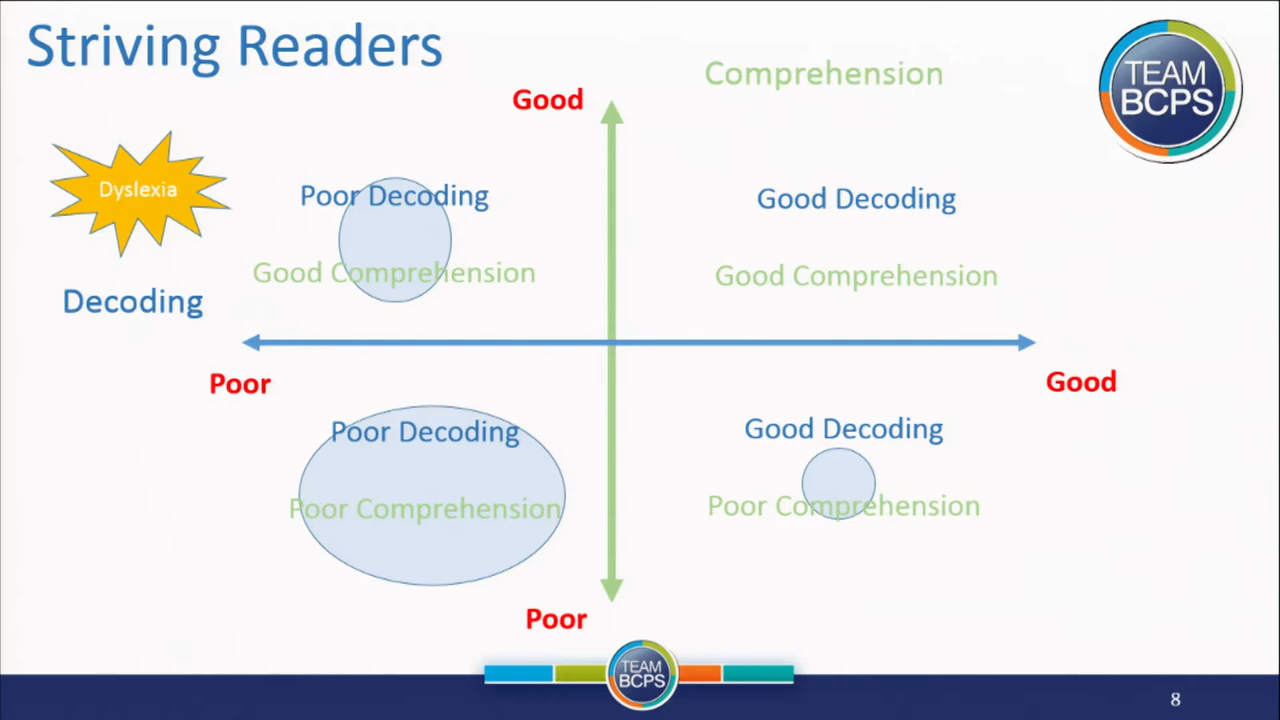 Striving Readers
Comprehension
TEAM
BCPS
Good
Dyslexia
Poor Decoding
Good Decoding
Good Comprehension
Good Comprehension
Decoding
Poor
Good
Poor Decoding
Good Decoding
Poor Comprehension
Poor Comprehension
Poor
TEAM
BCPS
8